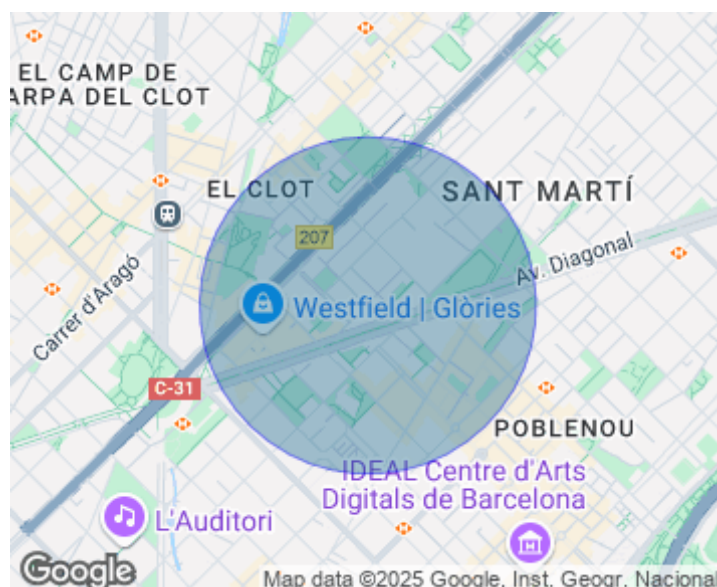 EL CAMP DE
ARPA DEL CLOT
EL CLOT
SANT MARTÍ
207
Av. Diagonal
Carrer d'Aragó
Westfield | Glòries
C-31
POBLENOU
IDEAL Centre d'Arts
Digitals de Barcelona
L'Auditori
Google
Map data ©2025 Google, Inst. Geogr. Nacional